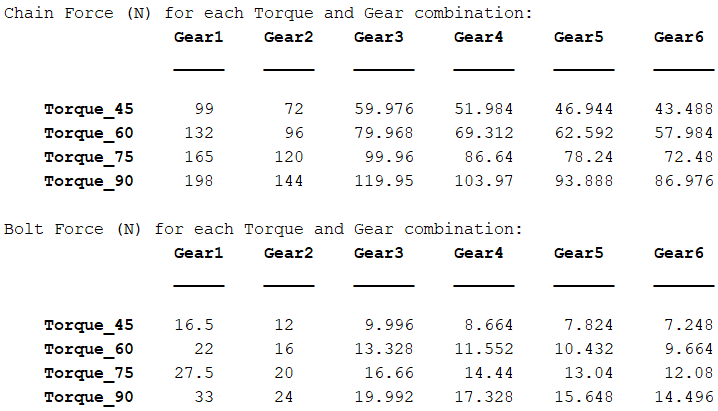 Chain Force (N) for each Torque and Gear combination:
Gear1 Gear2 Gear3 Gear4 Gear5 Gear6
Torque_45 99 72 59.976 51.984 46.944 43.488
Torque_60 132 96 79.968 69.312 62.592 57.984
Torque_75 165 120 99.96 86.64 78.24 72.48
Torque_90 198 144 119.95 103.97 93.888 86.976
Bolt Force (N) for each Torque and Gear combination:
Gear1 Gear2 Gear3 Gear4 Gear5 Gear6
Torque_45 16.5 12 9.996 8.664 7.824 7.248
Torque_60 22 16 13.328 11.552 10.432 9.664
Torque_75 27.5 20 16.66 14.44 13.04 12.08
Torque_90 33 24 19.992 17.328 15.648 14.496